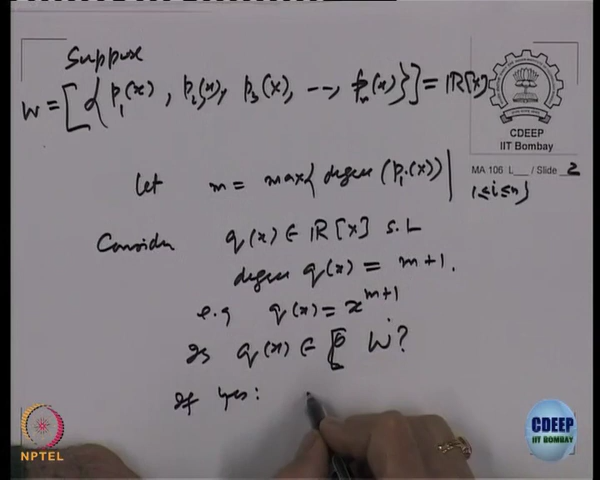 Suppose
W = [{p₁(x), p₂(x), p₃(x), ---, pₙ(x)}] = ℝ[x]
CDEEP
IIT Bombay
MA 106 L___ / Slide 2
Let m = max{ degree (pᵢ(x)) | 1≤i≤n }
Consider q(x) ∈ ℝ[x] s.t
degree q(x) = m+1.
e.g q(x) = x^{m+1}
Is q(x) ∈ W?
If yes:
NPTEL
CDEEP
IIT BOMBAY